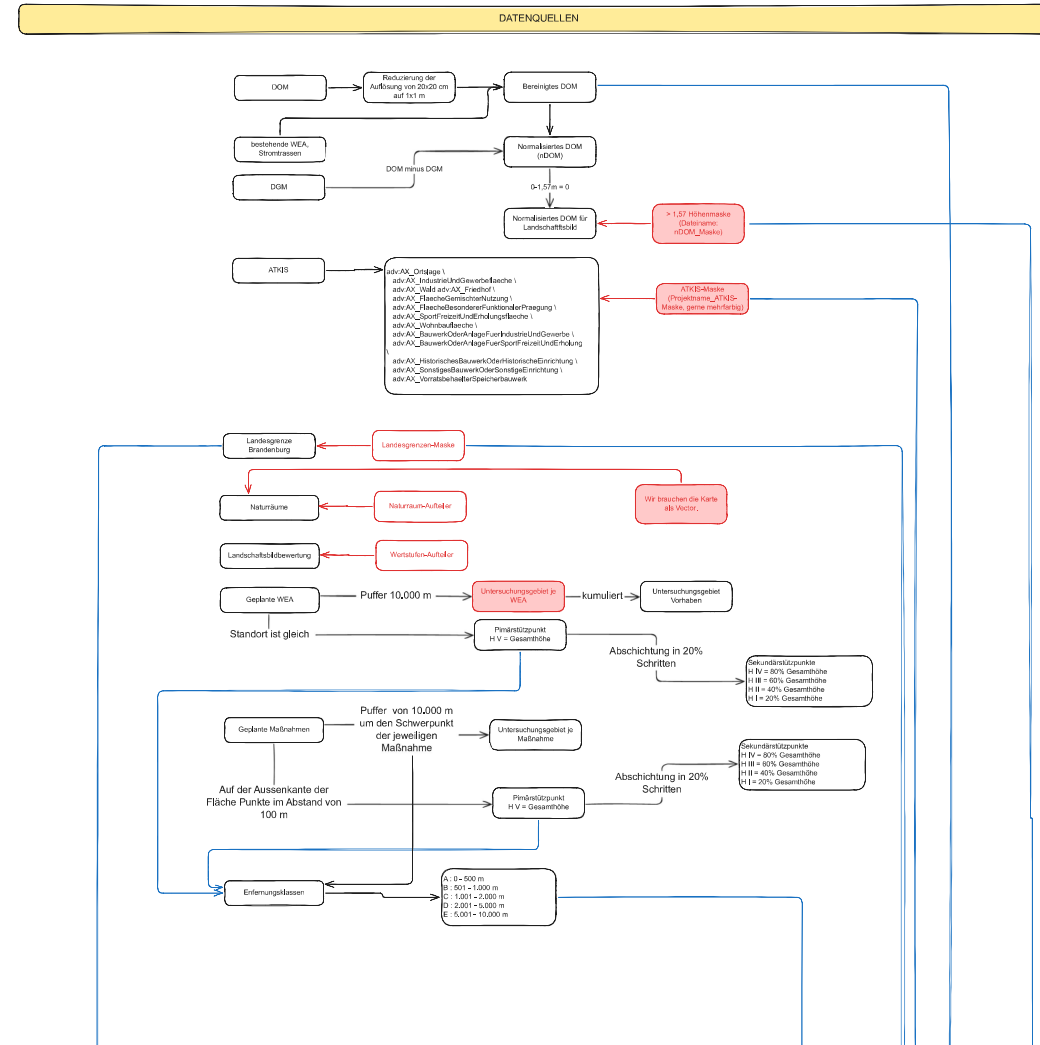 DATENQUELLEN
DOM
Reduzierung der
Auflösung von 20x20 cm
auf 1x1 m
Bereinigtes DOM
bestehende WEA,
Stromtrassen
DOM minus DGM
Normalisiertes DOM
(nDOM)
DGM
0-1,57m = 0
Normalisiertes DOM für
Landschaftftsbild
> 1,57 Höhenmaske
(Dateiname:
nDOM_Maske)
ATKIS
adv:AX_Ortslage \
adv:AX_IndustrieUndGewerbeflaeche \
adv:AX_Wald adv:AX_Friedhof \
adv:AX_FlaecheGemischterNutzung \
adv:AX_FlaecheBesondererFunktionalerPraegung \
adv:AX_SportFreizeitUndErholungsflaeche \
adv:AX_Wohnbauflaeche \
adv:AX_BauwerkOderAnlageFuerIndustrieUndGewerbe \
adv:AX_BauwerkOderAnlageFuerSportFreizeitUndErholung
\
adv:AX_HistorischesBauwerkOderHistorischeEinrichtung \
adv:AX_SonstigesBauwerkOderSonstigeEinrichtung \
adv:AX_VorratsbehaelterSpeicherbauwerk
ATKIS-Maske
(Projektname_ATKIS-
Maske, gerne mehrfarbig)
Landesgrenze
Brandenburg
Landesgrenzen-Maske
Naturräume
Naturraum-Aufteiler
Wir brauchen die Karte
als Vector.
Landschaftsbildbewertung
Wertstufen-Aufteiler
Geplante WEA
Puffer 10.000 m
Untersuchungsgebiet je
WEA
kumuliert
Untersuchungsgebiet
Vorhaben
Standort ist gleich
Pimärstützpunkt
H V = Gesamthöhe
Abschichtung in 20%
Schritten
Sekundärstützpunkte
H IV = 80% Gesamthöhe
H III = 60% Gesamthöhe
H II = 40% Gesamthöhe
H I = 20% Gesamthöhe
Geplante Maßnahmen
Puffer von 10.000 m
um den Schwerpunkt
der jeweiligen
Maßnahme
Untersuchungsgebiet je
Maßnahme
Auf der Aussenkante der
Fläche Punkte im Abstand von
100 m
Pimärstützpunkt
H V = Gesamthöhe
Abschichtung in 20%
Schritten
Sekundärstützpunkte
H IV = 80% Gesamthöhe
H III = 60% Gesamthöhe
H II = 40% Gesamthöhe
H I = 20% Gesamthöhe
Enfernungsklassen
A : 0 - 500 m
B : 501 - 1.000 m
C : 1.001 - 2.000 m
D : 2.001 - 5.000 m
E : 5.001 - 10.000 m